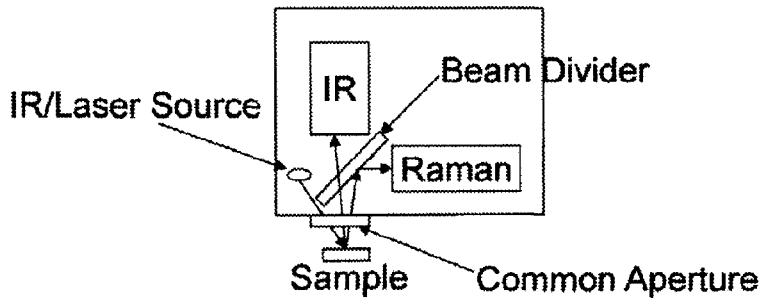 Beam Divider
IR
IR/Laser Source
Raman
Sample
Common Aperture